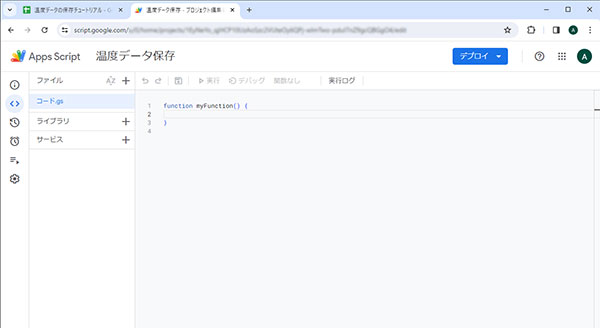 温度データの保存チュートリアル - G
温度データ保存 - プロジェクト編集
script.google.com/
A
Apps Script
温度データ保存
デプロイ
A
ファイル
AZ
実行
デバッグ
関数なし
実行ログ
コード.gs
ライブラリ
サービス
1 function myFunction() {
2
3 }
4